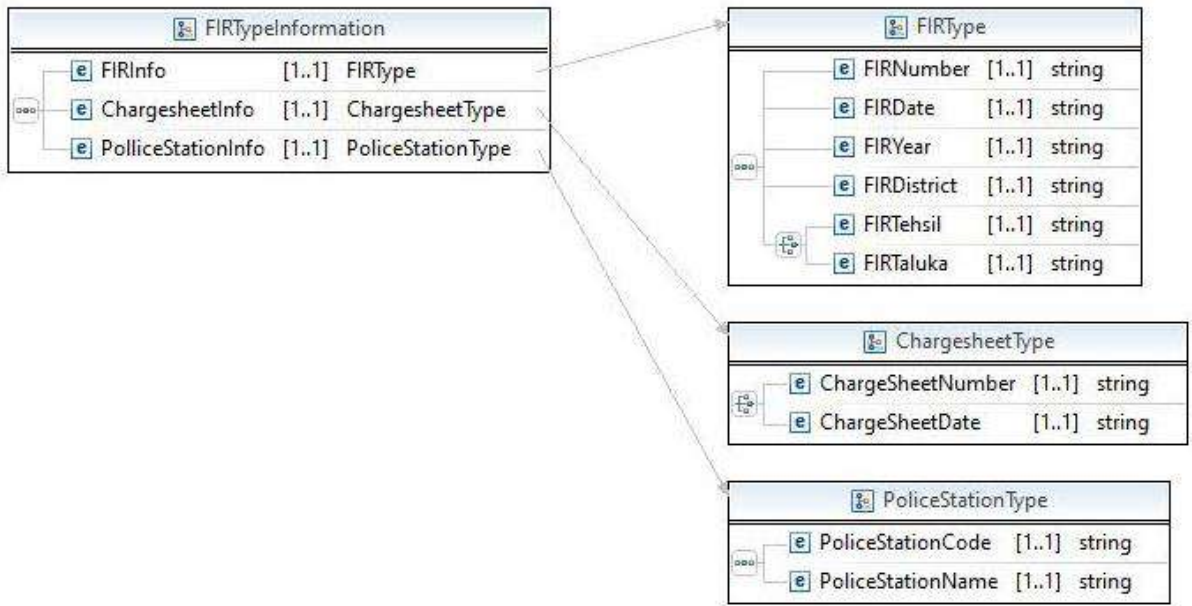 FIRTypeInformation
e FIRInfo [1..1] FIRType
e ChargesheetInfo [1..1] ChargesheetType
e PolliceStationInfo [1..1] PoliceStationType
FIRType
e FIRNumber [1..1] string
e FIRDate [1..1] string
e FIRYear [1..1] string
e FIRDistrict [1..1] string
e FIRTehsil [1..1] string
e FIRTaluka [1..1] string
ChargesheetType
e ChargeSheetNumber [1..1] string
e ChargeSheetDate [1..1] string
PoliceStationType
e PoliceStationCode [1..1] string
e PoliceStationName [1..1] string